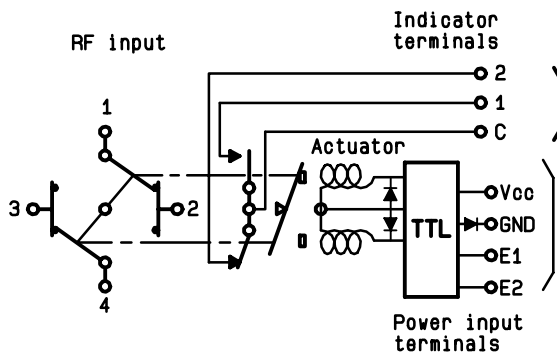 Indicator
terminals
RF input
2
1
C
1
Actuator
3
2
4
TTL
Vcc
GND
E1
E2
Power input
terminals